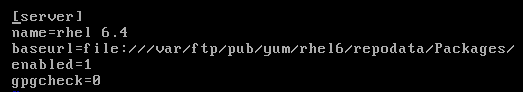 [server]
name=rhel 6.4
baseurl=file:///var/ftp/pub/yum/rhel6/repodata/Packages/
enabled=1
gpgcheck=0